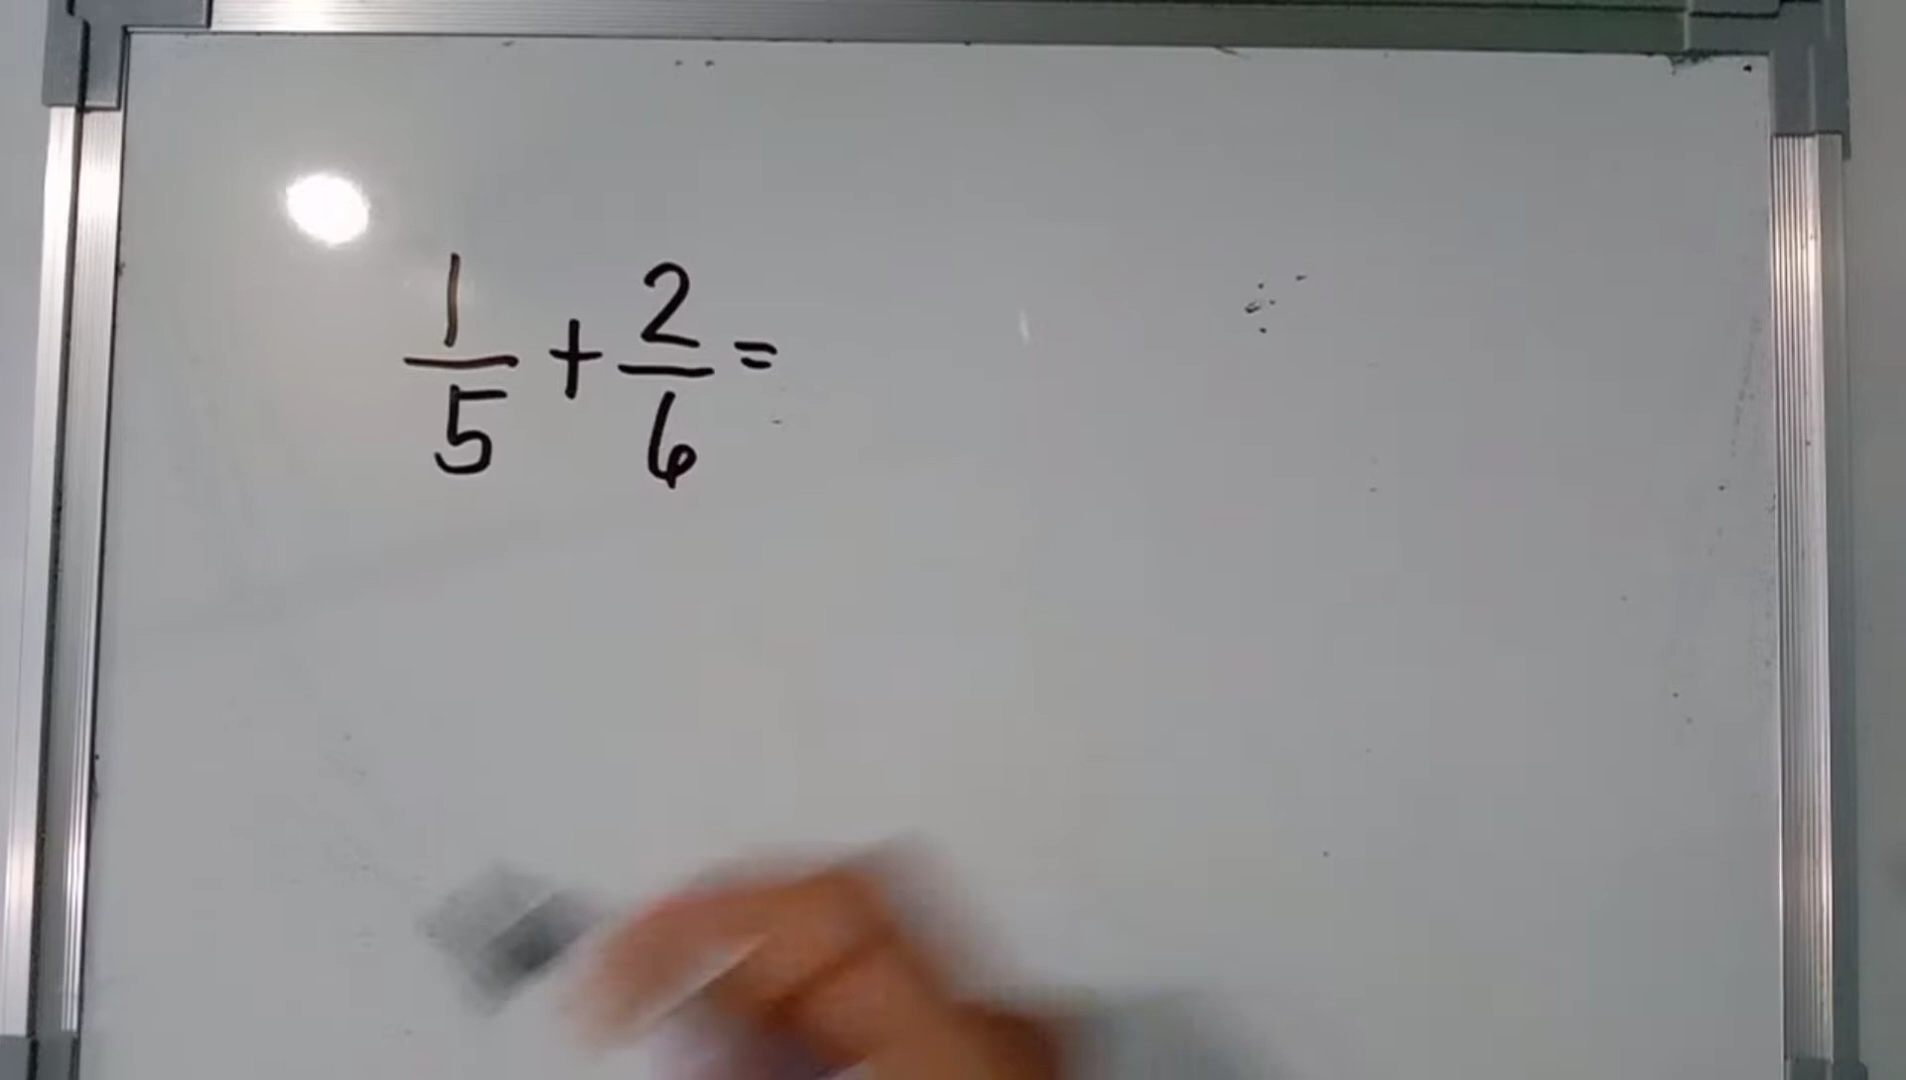 1/5 + 2/6 =